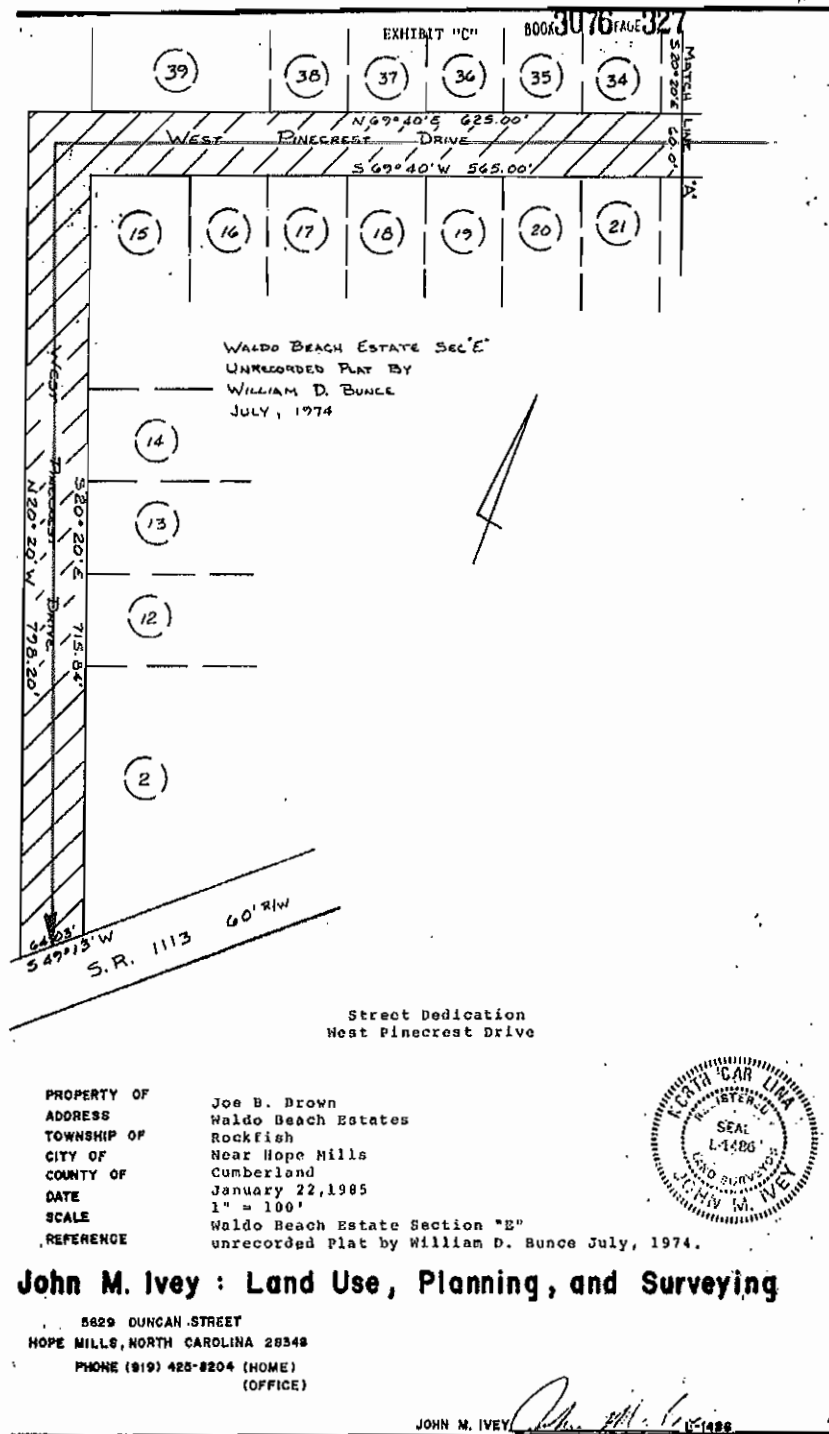 EXHIBIT "C" BOOK 3076 PAGE 327
39 38 37 36 35 34
MATCH LINE "A"
S 20° 20' E 60.0'
N 69° 40' E 625.00'
WEST PINECREST DRIVE
S 69° 40' W 565.00'
15 16 17 18 19 20 21
WALDO BEACH ESTATE SEC "E"
UNRECORDED PLAT BY
WILLIAM D. BUNCE
JULY, 1974
14
13
12
2
WEST PINECREST DRIVE
S 20° 20' E 715.84'
N 20° 20' W 778.20'
64.03'
S 49° 13' W
S.R. 1113 60' R/W
Street Dedication
West Pinecrest Drive
PROPERTY OF Joe B. Brown
ADDRESS Waldo Beach Estates
TOWNSHIP OF Rockfish
CITY OF Near Hope Mills
COUNTY OF Cumberland
DATE January 22,1985
SCALE 1" = 100'
REFERENCE Waldo Beach Estate Section "E"
unrecorded Plat by William D. Bunce July, 1974.
NORTH CAR LINA
REGISTERED
SEAL
L-1486
LAND SURVEYOR
JOHN M. IVEY
John M. Ivey : Land Use, Planning, and Surveying
5629 DUNCAN STREET
HOPE MILLS, NORTH CAROLINA 28348
PHONE (919) 425-8204 (HOME)
(OFFICE)
JOHN M. IVEY John M. Ivey L-1486